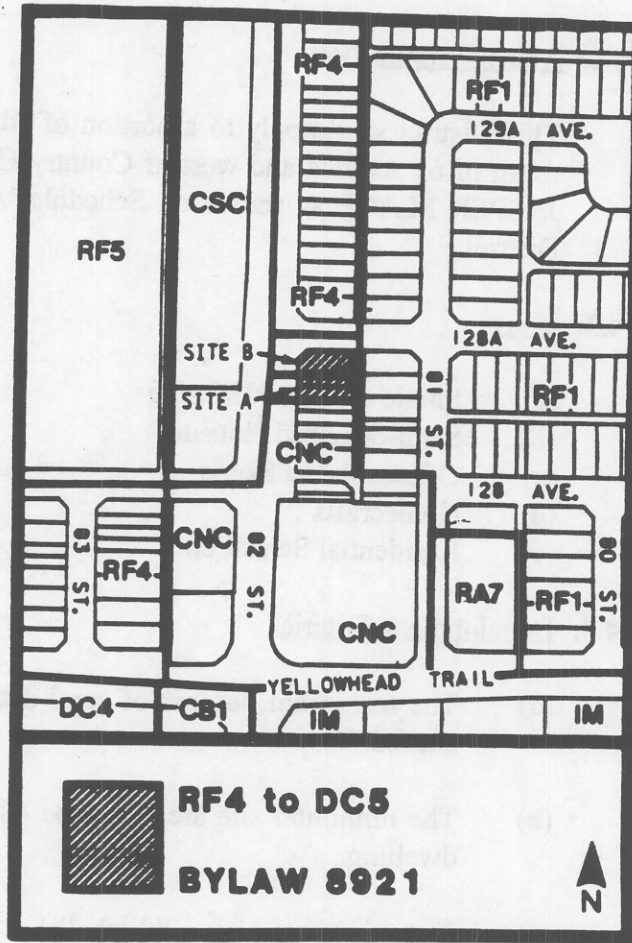 RF4
RF1
129A AVE.
CSC
RF5
RF4
128A AVE.
SITE B
SITE A
81 ST.
RF1
CNC
128 AVE.
CNC
82 ST.
83 ST.
RF4
RA7
RF1
80 ST.
CNC
YELLOWHEAD TRAIL
DC4
CB1
IM
IM
RF4 to DC5
BYLAW 8921
N